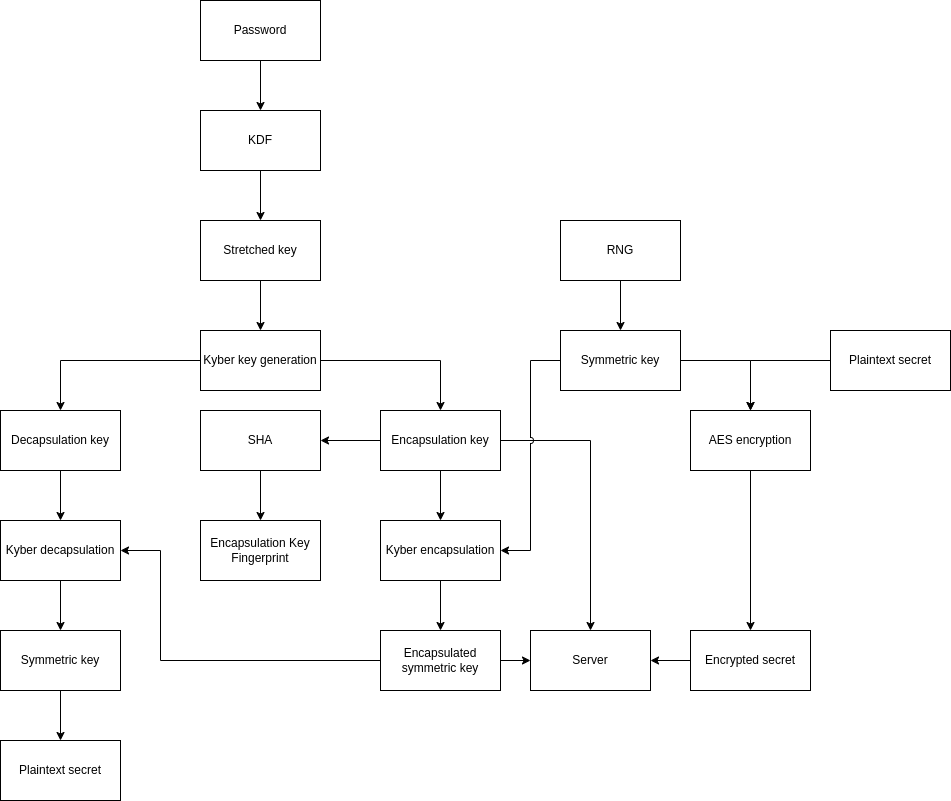 Password
KDF
Stretched key
RNG
Kyber key generation
Symmetric key
Plaintext secret
Decapsulation key
SHA
Encapsulation key
AES encryption
Kyber decapsulation
Encapsulation Key
Fingerprint
Kyber encapsulation
Symmetric key
Encapsulated
symmetric key
Server
Encrypted secret
Plaintext secret